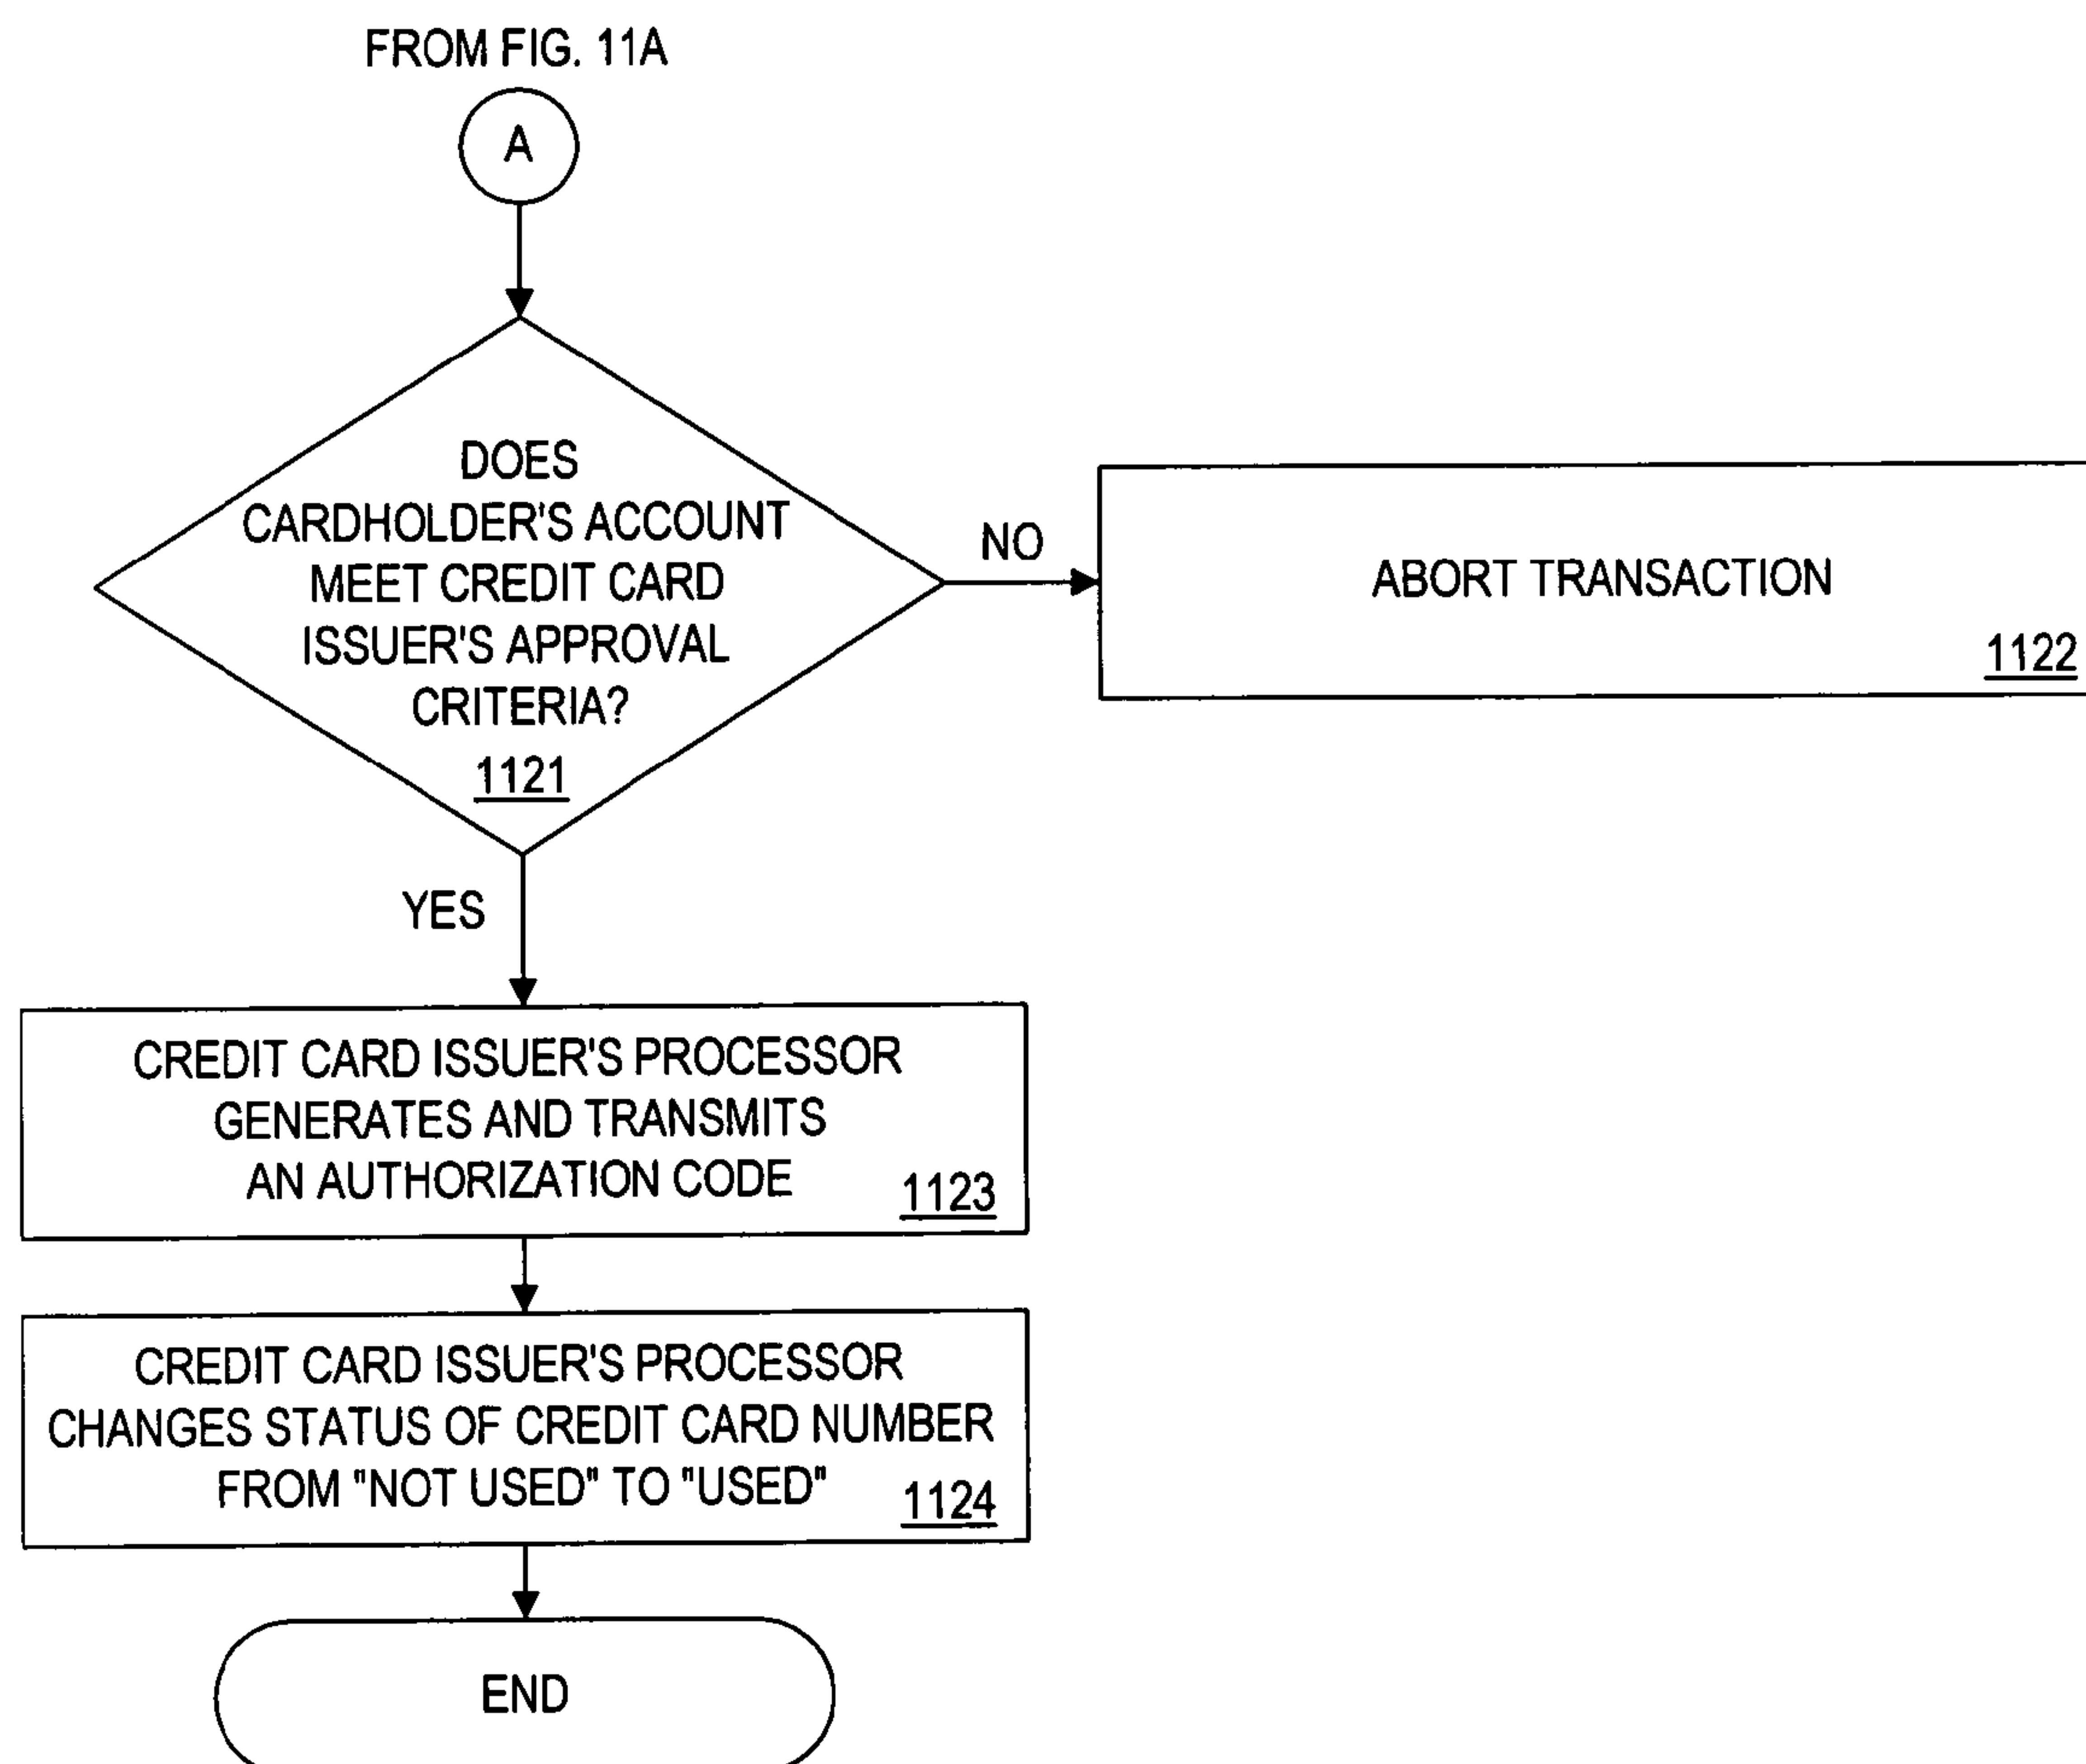 FROM FIG. 11A
A
DOES
CARDHOLDER'S ACCOUNT
MEET CREDIT CARD
ISSUER'S APPROVAL
CRITERIA?
1121
NO
ABORT TRANSACTION
1122
YES
CREDIT CARD ISSUER'S PROCESSOR
GENERATES AND TRANSMITS
AN AUTHORIZATION CODE
1123
CREDIT CARD ISSUER'S PROCESSOR
CHANGES STATUS OF CREDIT CARD NUMBER
FROM "NOT USED" TO "USED"
1124
END